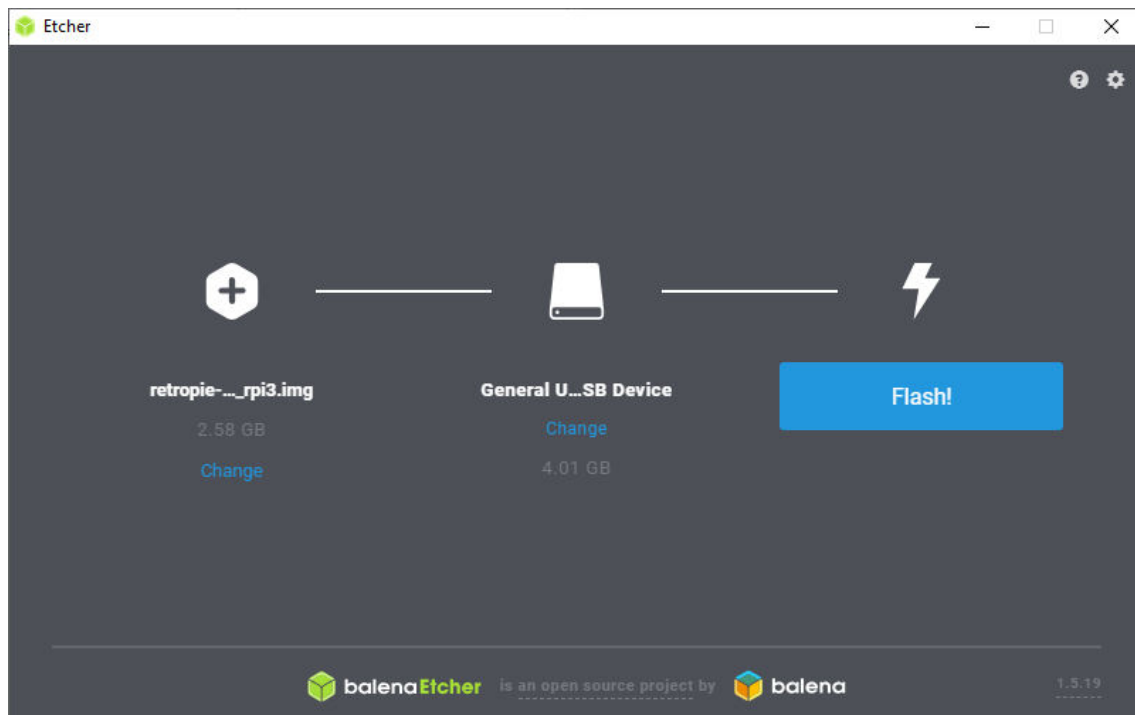 Etcher
retropie-..._rpi3.img
2.58 GB
Change
General U...SB Device
Change
4.01 GB
Flash!
balenaEtcher is an open source project by balena
1.5.19